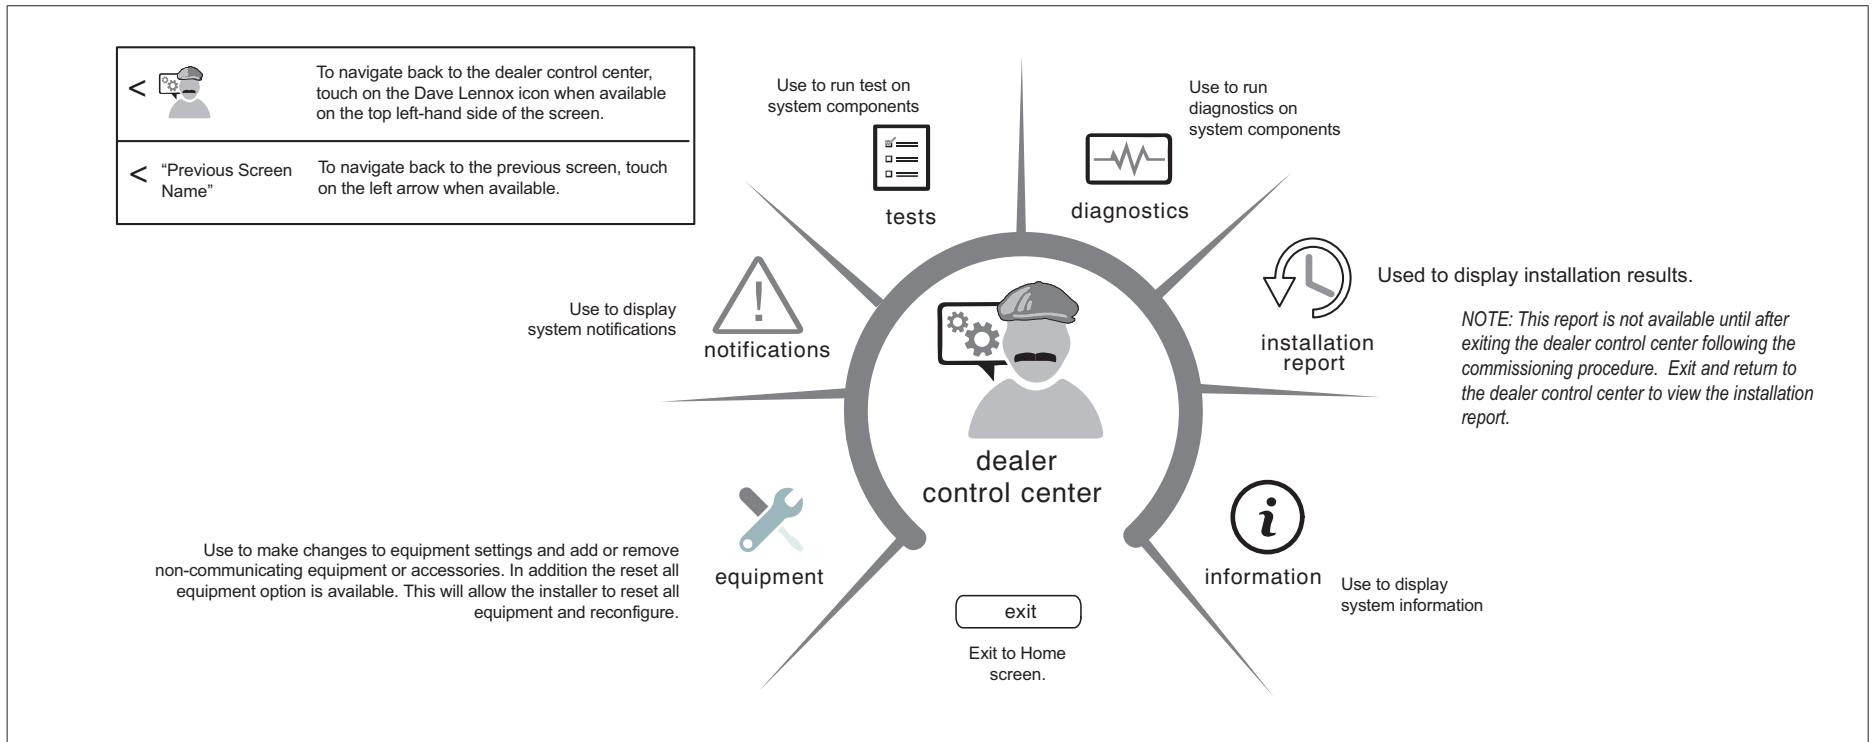 <
To navigate back to the dealer control center,
touch on the Dave Lennox icon when available
on the top left-hand side of the screen.
< “Previous Screen
Name”
To navigate back to the previous screen, touch
on the left arrow when available.
Use to run test on
system components
tests
Use to run
diagnostics on
system components
diagnostics
Use to display
system notifications
!
notifications
installation
report
Used to display installation results.
NOTE: This report is not available until after
exiting the dealer control center following the
commissioning procedure. Exit and return to
the dealer control center to view the installation
report.
dealer
control center
Use to make changes to equipment settings and add or remove
non-communicating equipment or accessories. In addition the reset all
equipment option is available. This will allow the installer to reset all
equipment and reconfigure.
equipment
i
information
Use to display
system information
exit
Exit to Home
screen.